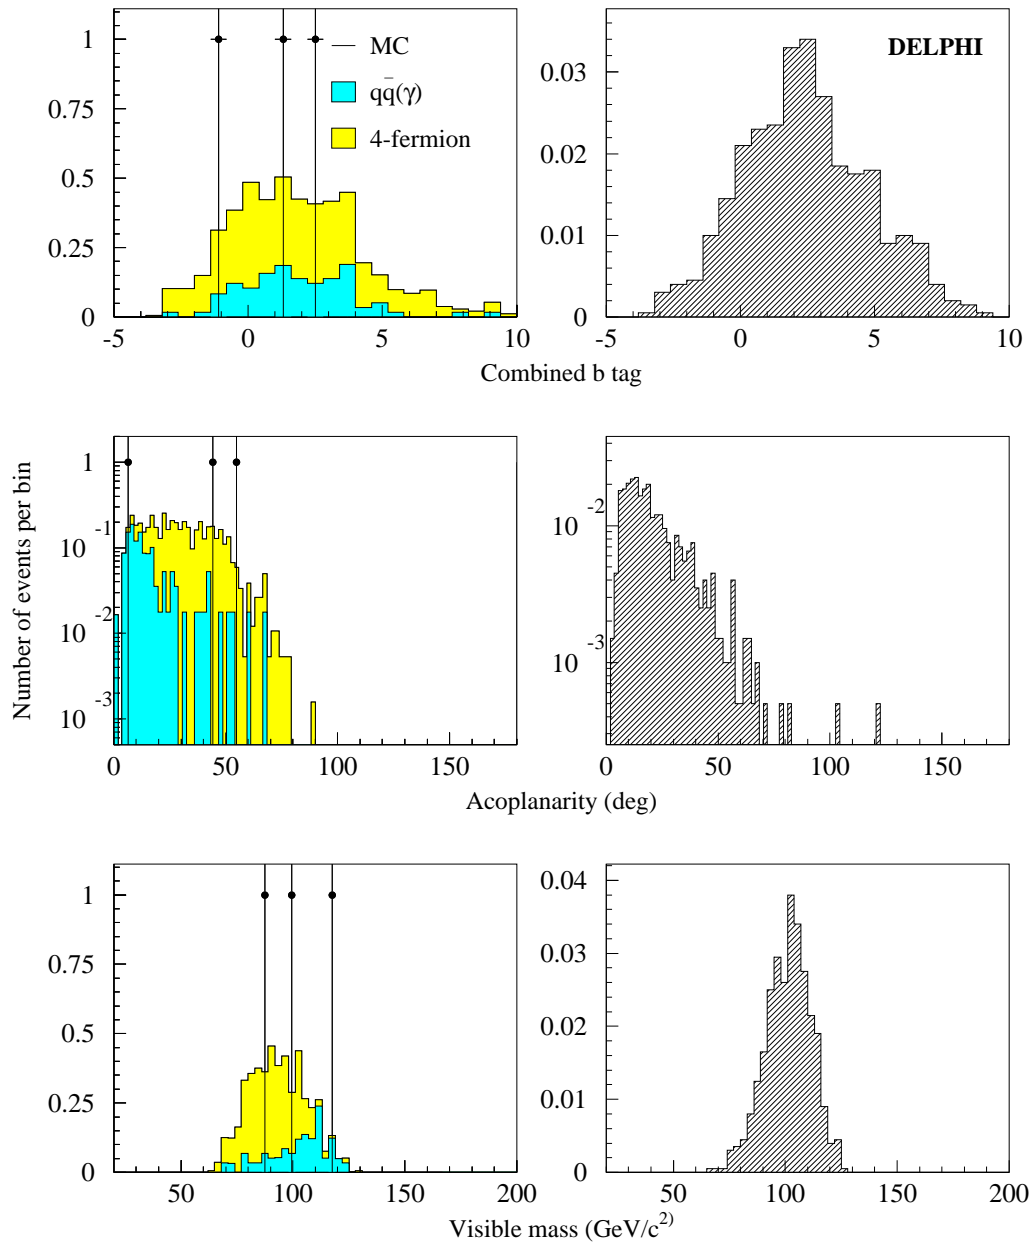 1
0.75
0.5
0.25
0
-5 0 5 10
MC
qq̄(γ)
4-fermion
DELPHI
0.03
0.02
0.01
0
-5 0 5 10
Combined b tag
Number of events per bin
1
10⁻¹
10⁻²
10⁻³
0 50 100 150
10⁻²
10⁻³
0 50 100 150
Acoplanarity (deg)
1
0.75
0.5
0.25
0
50 100 150 200
0.04
0.03
0.02
0.01
0
50 100 150 200
Visible mass (GeV/c²⁾